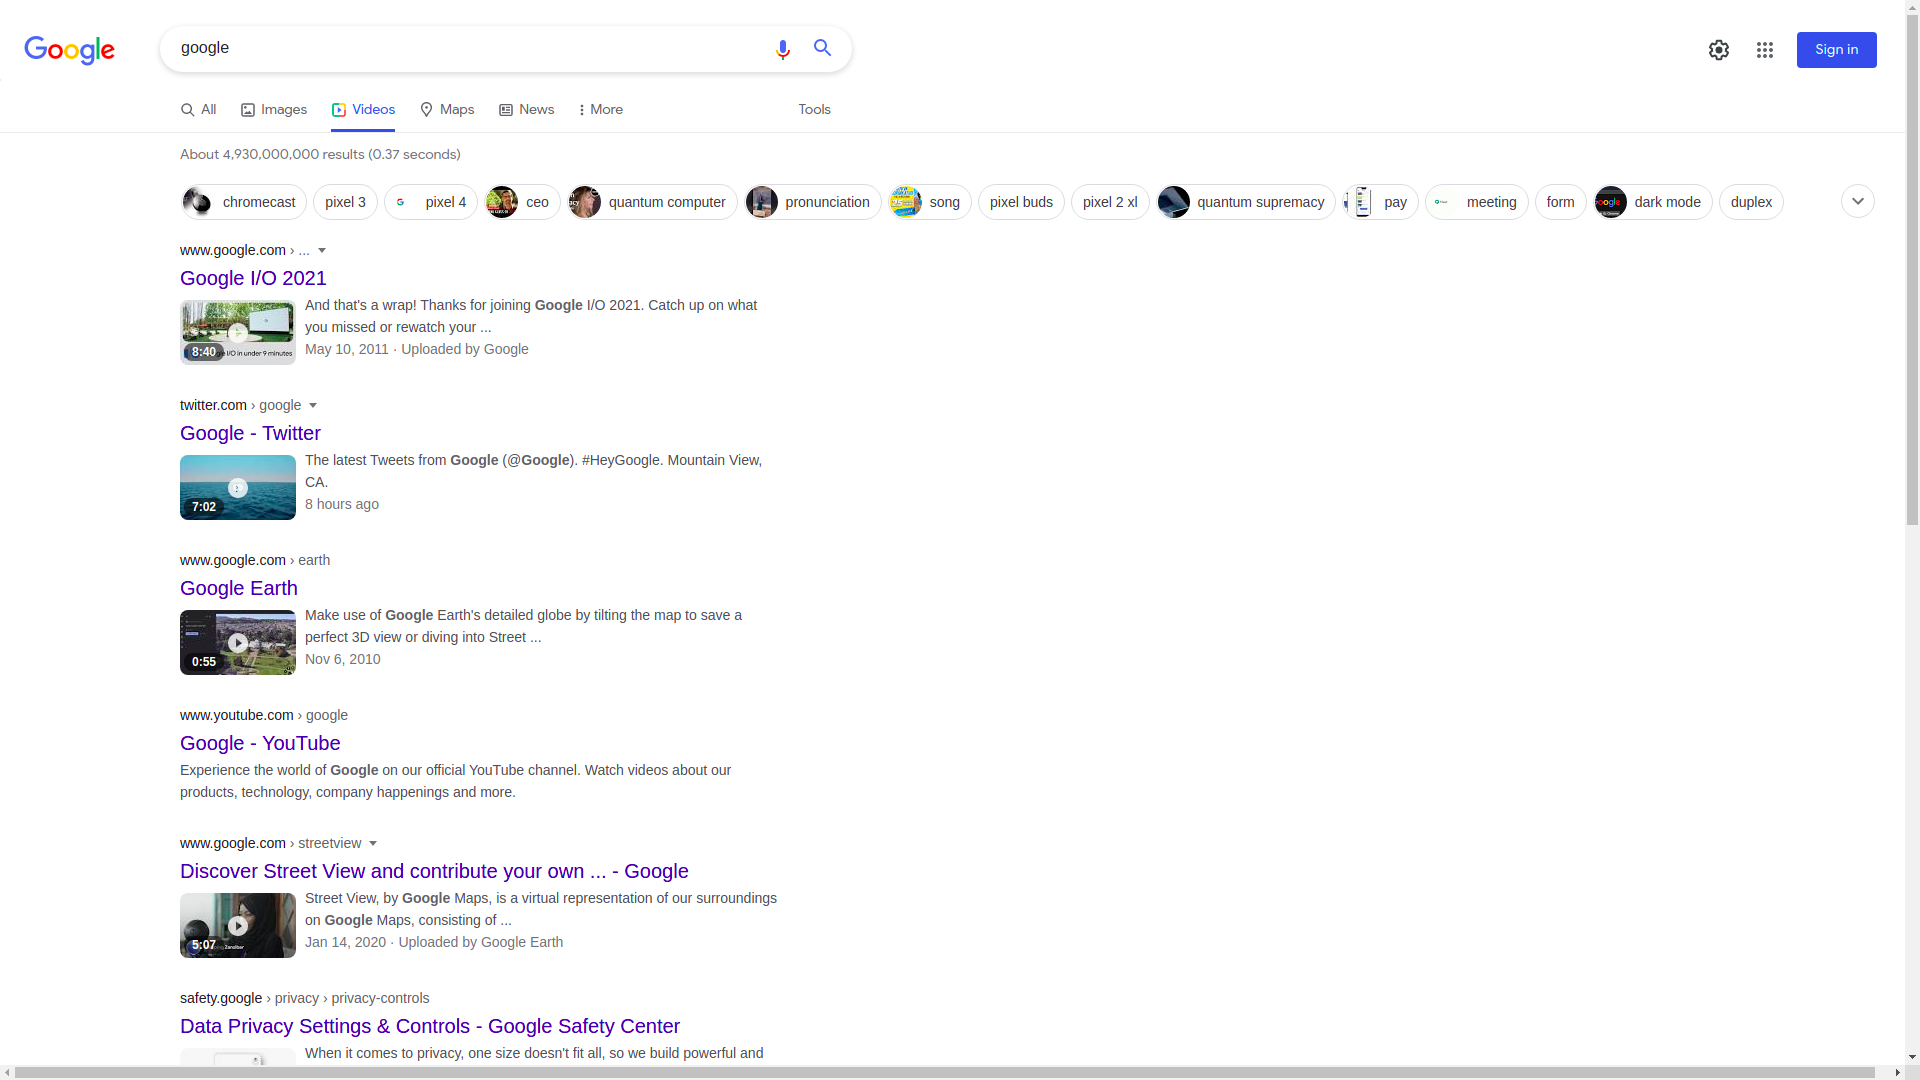 Google
google
Sign in
All
Images
Videos
Maps
News
More
Tools
About 4,930,000,000 results (0.37 seconds)
chromecast
pixel 3
pixel 4
ceo
quantum computer
pronunciation
song
pixel buds
pixel 2 xl
quantum supremacy
pay
meeting
form
dark mode
duplex
www.google.com › ...
Google I/O 2021
And that's a wrap! Thanks for joining Google I/O 2021. Catch up on what
you missed or rewatch your ...
8:40
I/O in under 9 minutes
May 10, 2011 · Uploaded by Google
twitter.com › google
Google - Twitter
The latest Tweets from Google (@Google). #HeyGoogle. Mountain View,
CA.
7:02
8 hours ago
www.google.com › earth
Google Earth
Make use of Google Earth's detailed globe by tilting the map to save a
perfect 3D view or diving into Street ...
0:55
Nov 6, 2010
www.youtube.com › google
Google - YouTube
Experience the world of Google on our official YouTube channel. Watch videos about our
products, technology, company happenings and more.
www.google.com › streetview
Discover Street View and contribute your own ... - Google
Street View, by Google Maps, is a virtual representation of our surroundings
on Google Maps, consisting of ...
5:07
Zanzibar
Jan 14, 2020 · Uploaded by Google Earth
safety.google › privacy › privacy-controls
Data Privacy Settings & Controls - Google Safety Center
When it comes to privacy, one size doesn't fit all, so we build powerful and